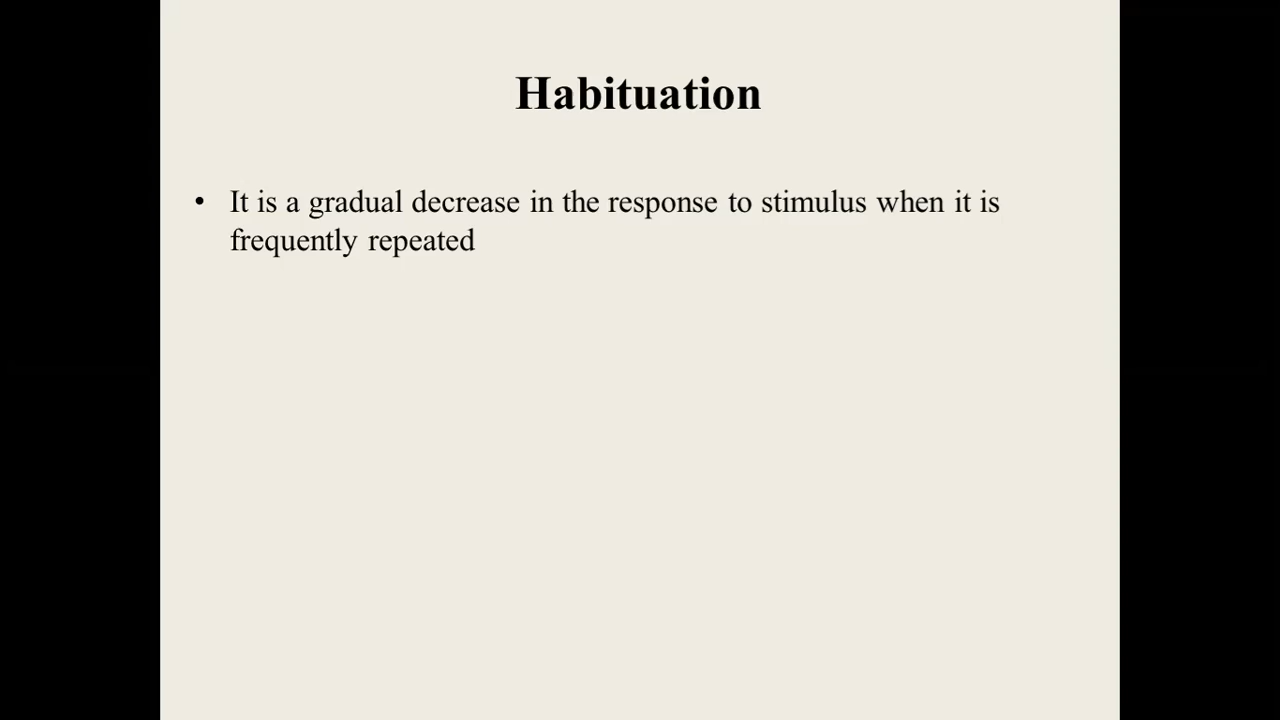 Habituation
• It is a gradual decrease in the response to stimulus when it is
frequently repeated